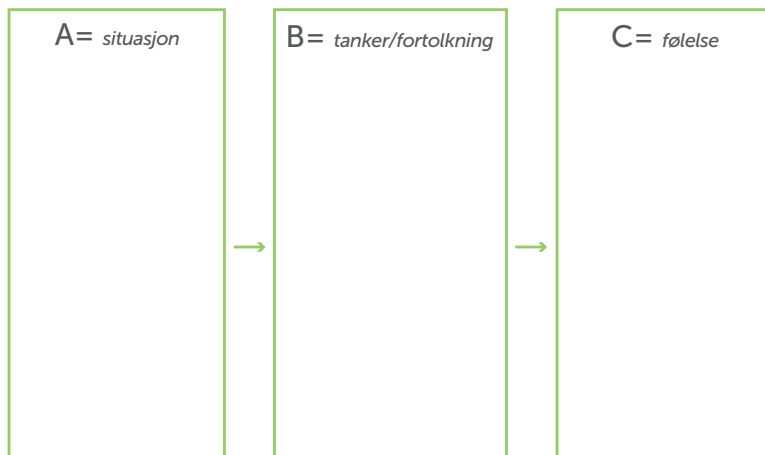 A= situasjon
B= tanker/fortolkning
C= følelse